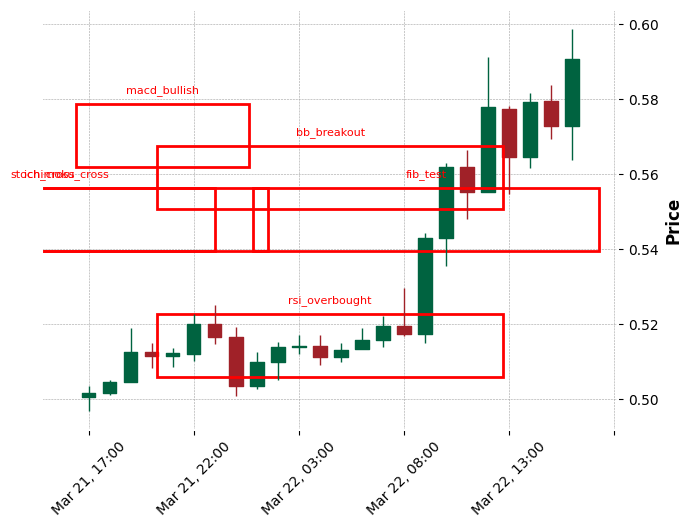 0.60
macd_bullish
0.58
bb_breakout
0.56
fib_test
0.54
Price
rsi_overbought
0.52
0.50
Mar 21, 17:00
Mar 21, 22:00
Mar 22, 03:00
Mar 22, 08:00
Mar 22, 13:00